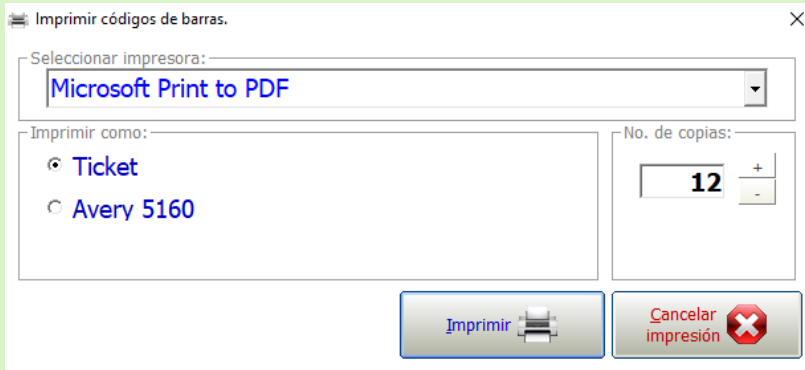 Imprimir códigos de barras.
Seleccionar impresora:
Microsoft Print to PDF
Imprimir como:
No. de copias:
Ticket
12
+
-
Avery 5160
Imprimir
Cancelar
impresión